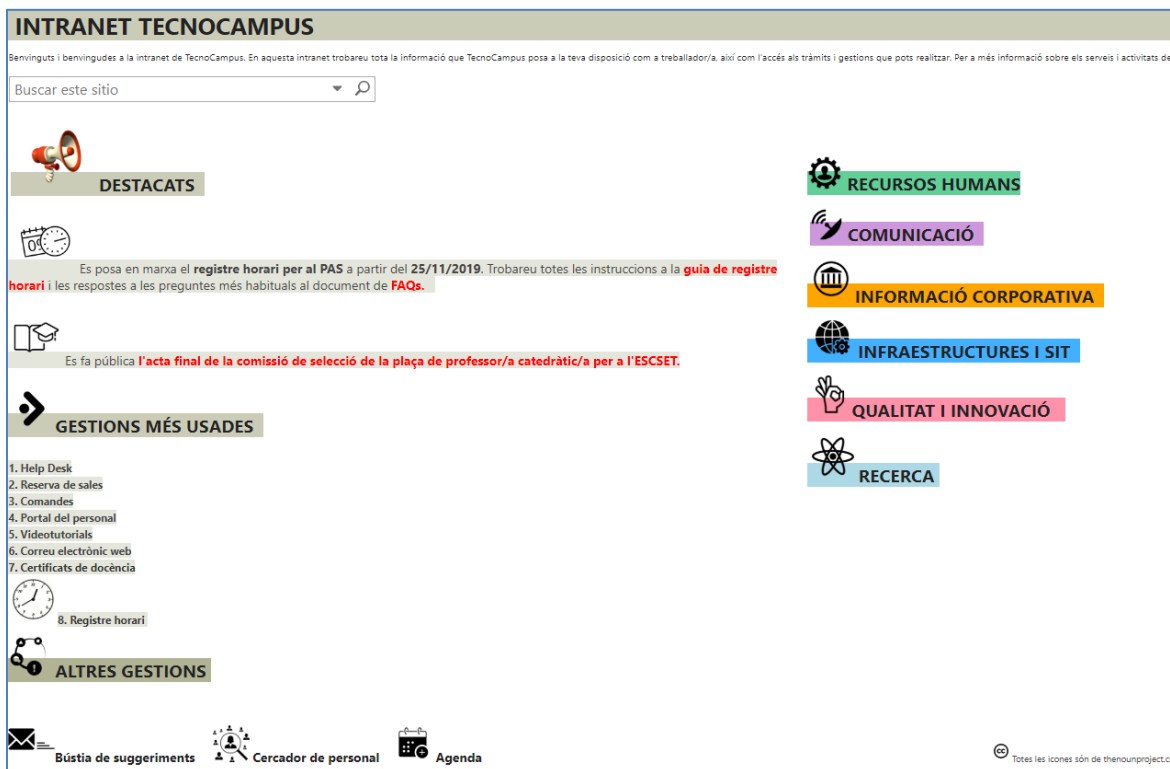 INTRANET TECNOCAMPUS
Benvinguts i benvingudes a la intranet de TecnoCampus. En aquesta intranet trobareu tota la informació que TecnoCampus posa a la teva disposició com a treballador/a, així com l'accés als tràmits i gestions que pots realitzar. Per a més informació sobre els serveis i activitats de
Buscar este sitio
DESTACATS
09
Es posa en marxa el registre horari per al PAS a partir del 25/11/2019. Trobareu totes les instruccions a la guia de registre
horari i les respostes a les preguntes més habituals al document de FAQs.
Es fa pública l'acta final de la comissió de selecció de la plaça de professor/a catedràtic/a per a l'ESCSET.
GESTIONS MÉS USADES
1. Help Desk
2. Reserva de sales
3. Comandes
4. Portal del personal
5. Videotutorials
6. Correu electrònic web
7. Certificats de docència
8. Registre horari
ALTRES GESTIONS
RECURSOS HUMANS
COMUNICACIÓ
INFORMACIÓ CORPORATIVA
INFRAESTRUCTURES I SIT
QUALITAT I INNOVACIÓ
RECERCA
Bústia de suggeriments
Cercador de personal
Agenda
cc
Totes les icones són de thenounproject.c